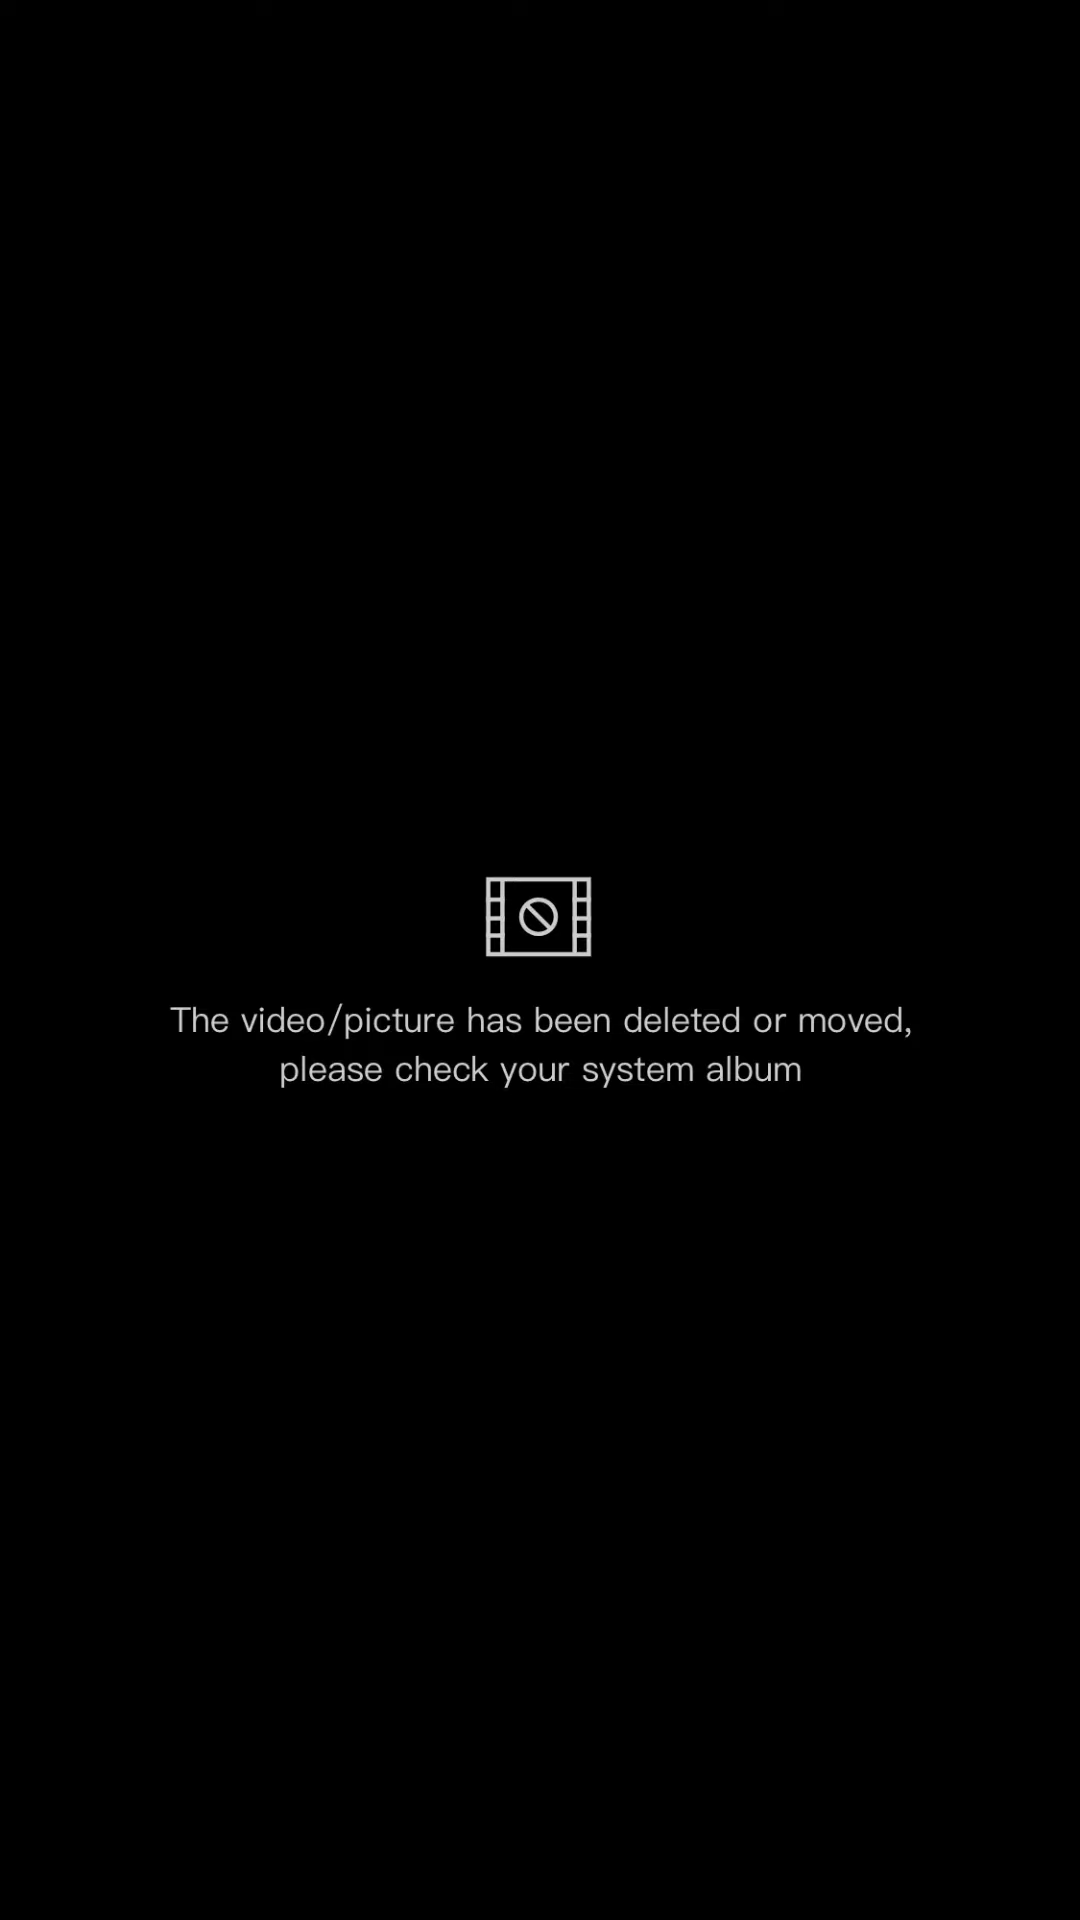 The video/picture has been deleted or moved,
please check your system album